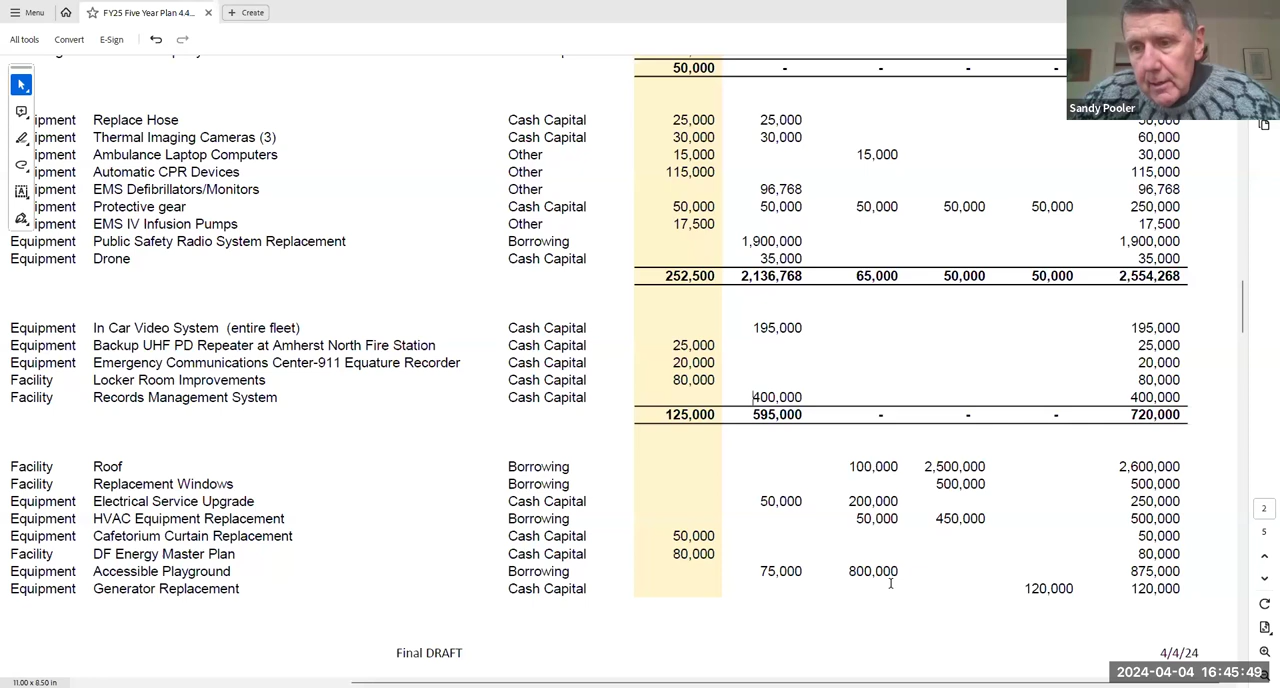 Menu FY25 Five Year Plan 4.4... Create
All tools Convert E-Sign
50,000 - - - -
Sandy Pooler
ipment Replace Hose Cash Capital 25,000 25,000
ipment Thermal Imaging Cameras (3) Cash Capital 30,000 30,000 60,000
ipment Ambulance Laptop Computers Other 15,000 15,000 30,000
ipment Automatic CPR Devices Other 115,000 115,000
ipment EMS Defibrillators/Monitors Other 96,768 96,768
ipment Protective gear Cash Capital 50,000 50,000 50,000 50,000 50,000 250,000
ipment EMS IV Infusion Pumps Other 17,500 17,500
Equipment Public Safety Radio System Replacement Borrowing 1,900,000 1,900,000
Equipment Drone Cash Capital 35,000 35,000
252,500 2,136,768 65,000 50,000 50,000 2,554,268
Equipment In Car Video System (entire fleet) Cash Capital 195,000 195,000
Equipment Backup UHF PD Repeater at Amherst North Fire Station Cash Capital 25,000 25,000
Equipment Emergency Communications Center-911 Equature Recorder Cash Capital 20,000 20,000
Facility Locker Room Improvements Cash Capital 80,000 80,000
Facility Records Management System Cash Capital 400,000 400,000
125,000 595,000 - - - 720,000
Facility Roof Borrowing 100,000 2,500,000 2,600,000
Facility Replacement Windows Borrowing 500,000 500,000
Equipment Electrical Service Upgrade Cash Capital 50,000 200,000 250,000
Equipment HVAC Equipment Replacement Borrowing 50,000 450,000 500,000
Equipment Cafetorium Curtain Replacement Cash Capital 50,000 50,000
Facility DF Energy Master Plan Cash Capital 80,000 80,000
Equipment Accessible Playground Borrowing 75,000 800,000 875,000
Equipment Generator Replacement Cash Capital 120,000 120,000
2
5
Final DRAFT 4/4/24
2024-04-04 16:45:49
11.00 x 8.50 in